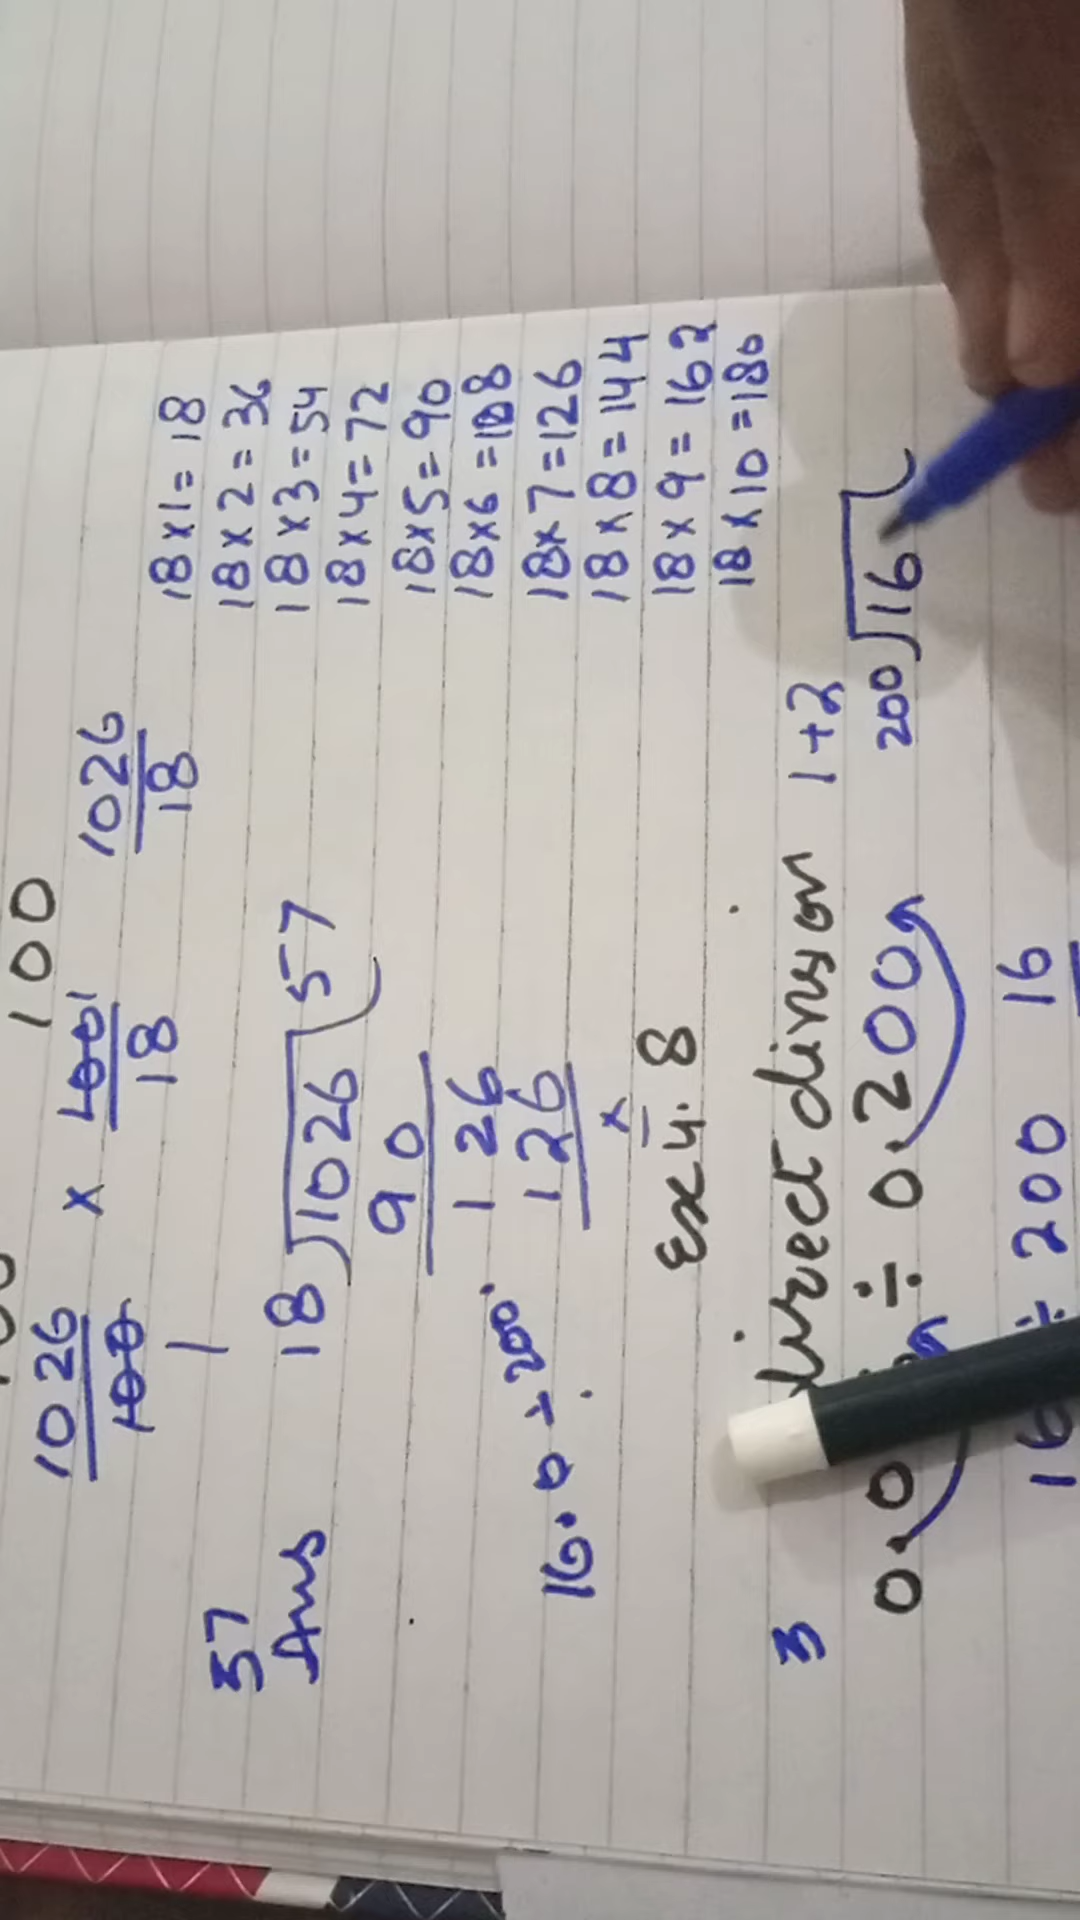 100
1026 × 100 1026
100 18 18
1
57
Ans
18 1026 57
90
126
126
×
18×1=18
18×2=36
18×3=54
18×4=72
18×5=90
18×6=108
18×7=126
18×8=144
18×9=162
18×10=180
16.0 ÷ 200
Ex 4.8
3 direct divison 1+2
0.0 ÷ 0.200 200 16
16 ÷ 200 16